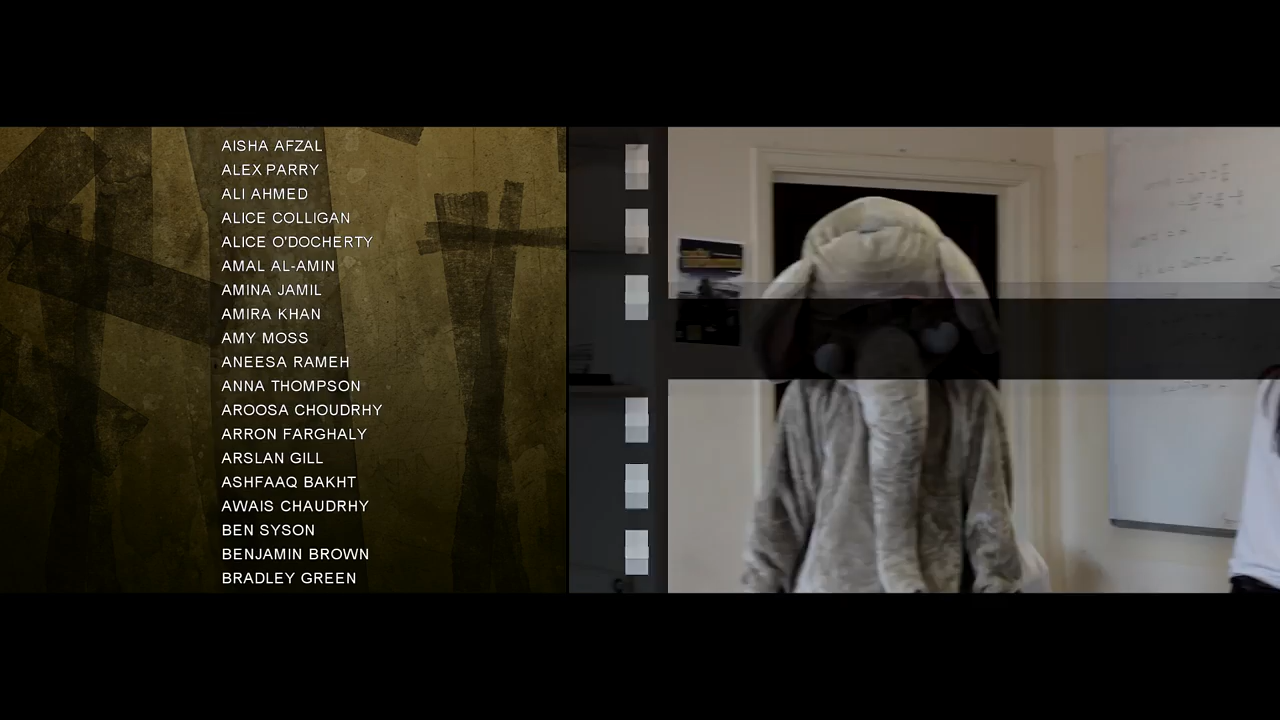 AISHA AFZAL
ALEX PARRY
ALI AHMED
ALICE COLLIGAN
ALICE O'DOCHERTY
AMAL AL-AMIN
AMINA JAMIL
AMIRA KHAN
AMY MOSS
ANEESA RAMEH
ANNA THOMPSON
AROOSA CHOUDRHY
ARRON FARGHALY
ARSLAN GILL
ASHFAAQ BAKHT
AWAIS CHAUDRHY
BEN SYSON
BENJAMIN BROWN
BRADLEY GREEN